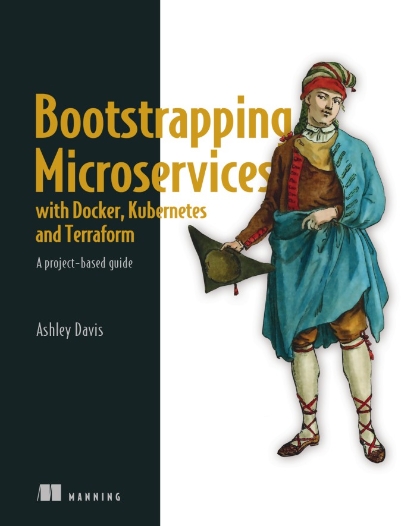 Bootstrapping
Microservices
with Docker, Kubernetes
and Terraform
A project-based guide
Ashley Davis
MANNING